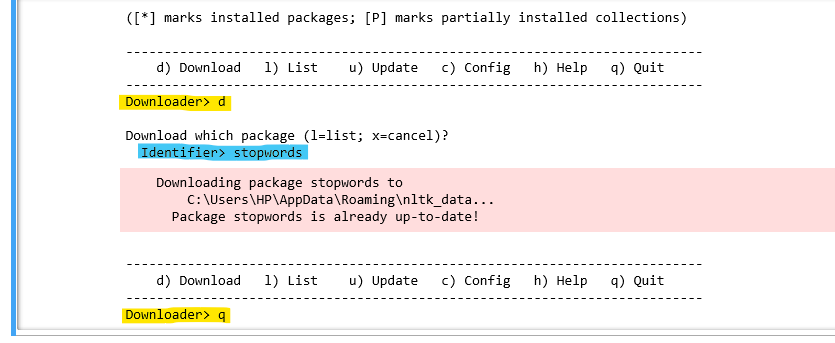 ([*] marks installed packages; [P] marks partially installed collections)
---------------------------------------------------------------------------
d) Download l) List u) Update c) Config h) Help q) Quit
---------------------------------------------------------------------------
Downloader> d
Download which package (l=list; x=cancel)?
Identifier> stopwords
Downloading package stopwords to
C:\Users\HP\AppData\Roaming\nltk_data...
Package stopwords is already up-to-date!
---------------------------------------------------------------------------
d) Download l) List u) Update c) Config h) Help q) Quit
---------------------------------------------------------------------------
Downloader> q